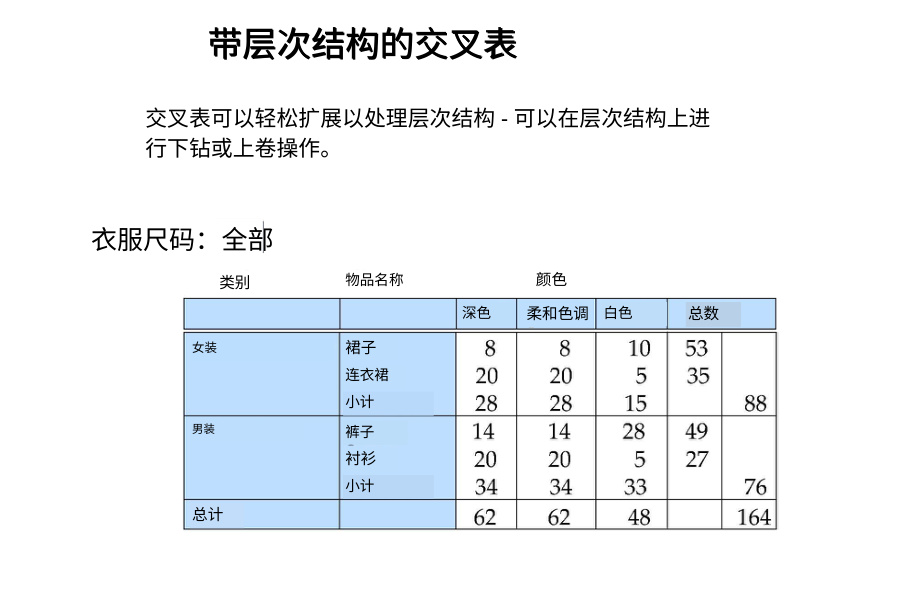 带层次结构的交叉表
交叉表可以轻松扩展以处理层次结构 - 可以在层次结构上进
行下钻或上卷操作。
衣服尺码：全部
类别 物品名称 颜色
深色 柔和色调 白色 总数
女装 裙子 8 8 10 53
连衣裙 20 20 5 35
小计 28 28 15 88
男装 裤子 14 14 28 49
衬衫 20 20 5 27
小计 34 34 33 76
总计 62 62 48 164